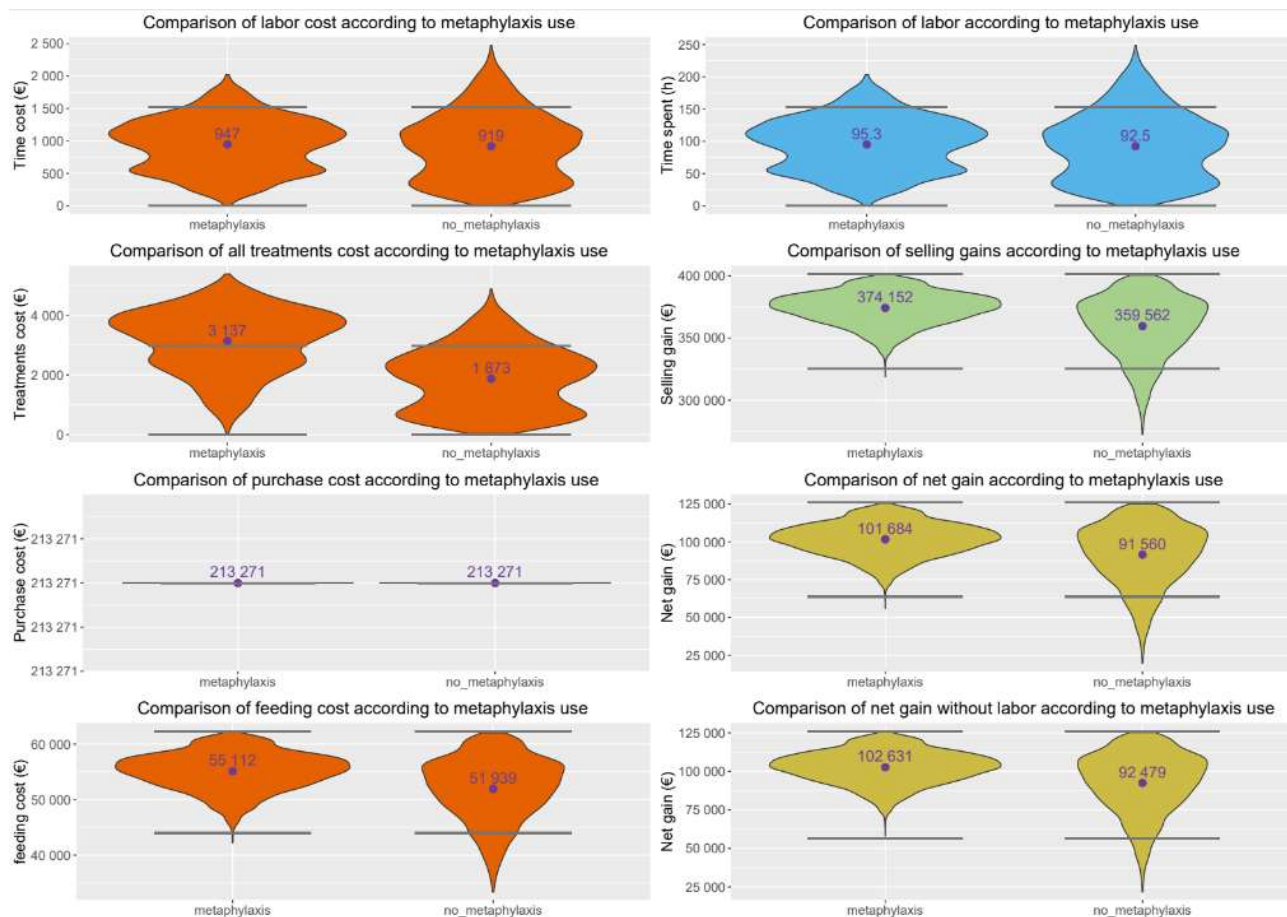 Comparison of labor cost according to metaphylaxis use
Time cost (€)
2 500
2 000
1 500
1 000
500
0
947
919
metaphylaxis
no_metaphylaxis
Comparison of labor according to metaphylaxis use
Time spent (h)
250
200
150
100
50
0
95.3
92.5
metaphylaxis
no_metaphylaxis
Comparison of all treatments cost according to metaphylaxis use
Treatments cost (€)
4 000
2 000
0
3 137
1 873
metaphylaxis
no_metaphylaxis
Comparison of selling gains according to metaphylaxis use
Selling gain (€)
400 000
350 000
300 000
374 152
359 562
metaphylaxis
no_metaphylaxis
Comparison of purchase cost according to metaphylaxis use
Purchase cost (€)
213 271
213 271
213 271
213 271
213 271
213 271
metaphylaxis
no_metaphylaxis
Comparison of net gain according to metaphylaxis use
Net gain (€)
125 000
100 000
75 000
50 000
25 000
101 684
91 560
metaphylaxis
no_metaphylaxis
Comparison of feeding cost according to metaphylaxis use
feeding cost (€)
60 000
50 000
40 000
55 112
51 939
metaphylaxis
no_metaphylaxis
Comparison of net gain without labor according to metaphylaxis use
Net gain (€)
125 000
100 000
75 000
50 000
25 000
102 631
92 479
metaphylaxis
no_metaphylaxis